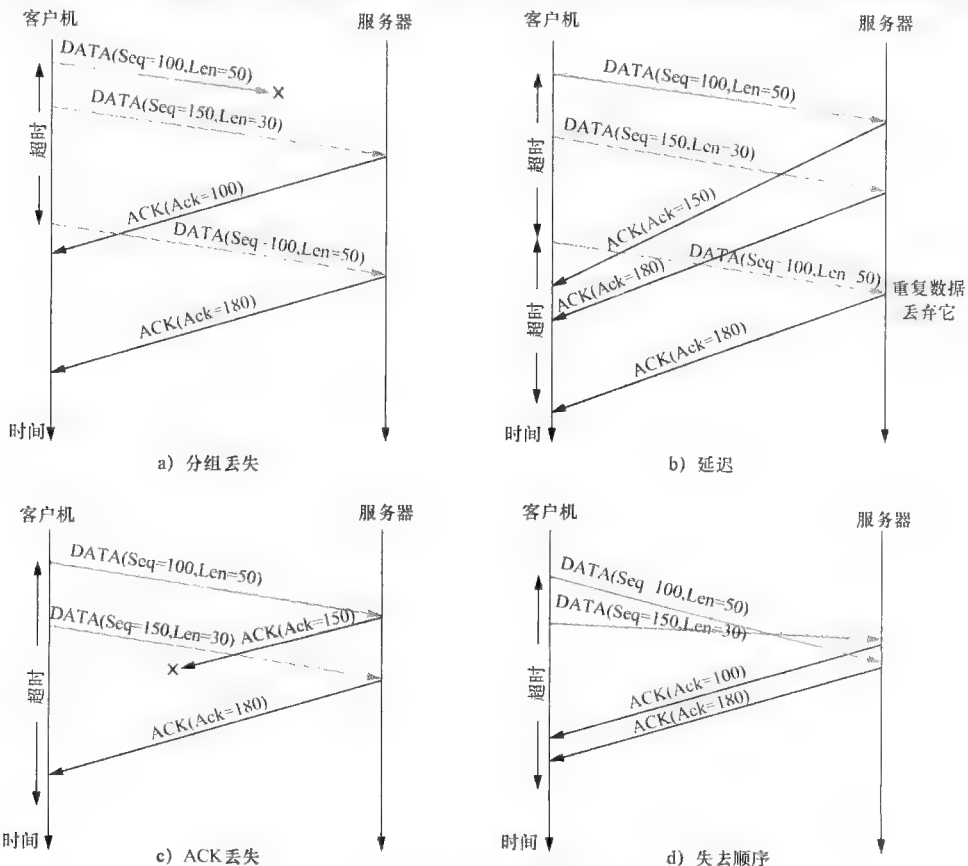 客户机
服务器
DATA(Seq=100,Len=50)
×
DATA(Seq=150,Len=30)
超时
ACK(Ack=100)
DATA(Seq-100,Len=50)
ACK(Ack=180)
时间
a) 分组丢失
客户机
服务器
DATA(Seq=100,Len=50)
DATA(Seq=150,Len=30)
超时
ACK(Ack=150)
DATA(Seq=100,Len=50)
ACK(Ack=180)
重复数据
丢弃它
超时
ACK(Ack=180)
时间
b) 延迟
客户机
服务器
DATA(Seq=100,Len=50)
DATA(Seq=150,Len=30)
ACK(Ack=150)
×
超时
ACK(Ack=180)
时间
c) ACK丢失
客户机
服务器
DATA(Seq 100,Len=50)
DATA(Seq=150,Len=30)
超时
ACK(Ack=100)
ACK(Ack=180)
时间
d) 失去顺序